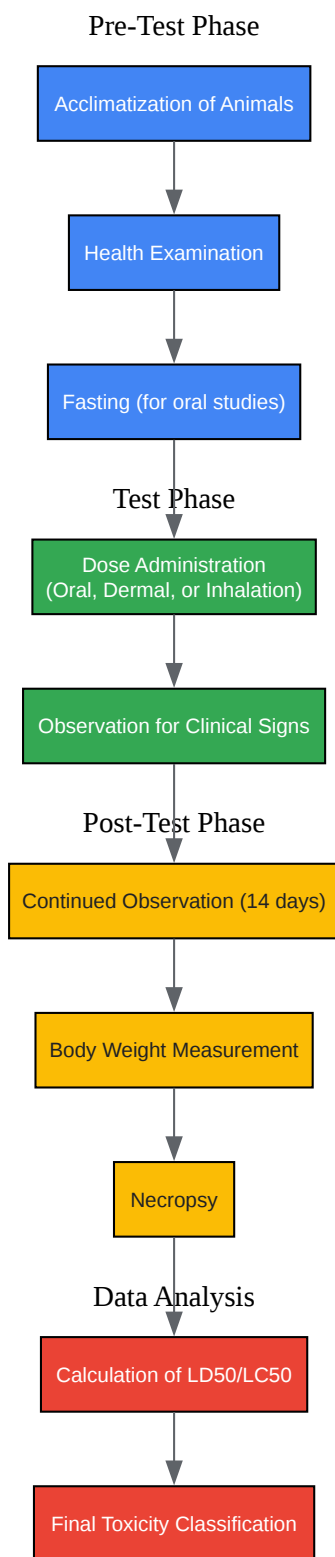 Pre-Test Phase
Acclimatization of Animals
Health Examination
Fasting (for oral studies)
Test Phase
Dose Administration
(Oral, Dermal, or Inhalation)
Observation for Clinical Signs
Post-Test Phase
Continued Observation (14 days)
Body Weight Measurement
Necropsy
Data Analysis
Calculation of LD50/LC50
Final Toxicity Classification